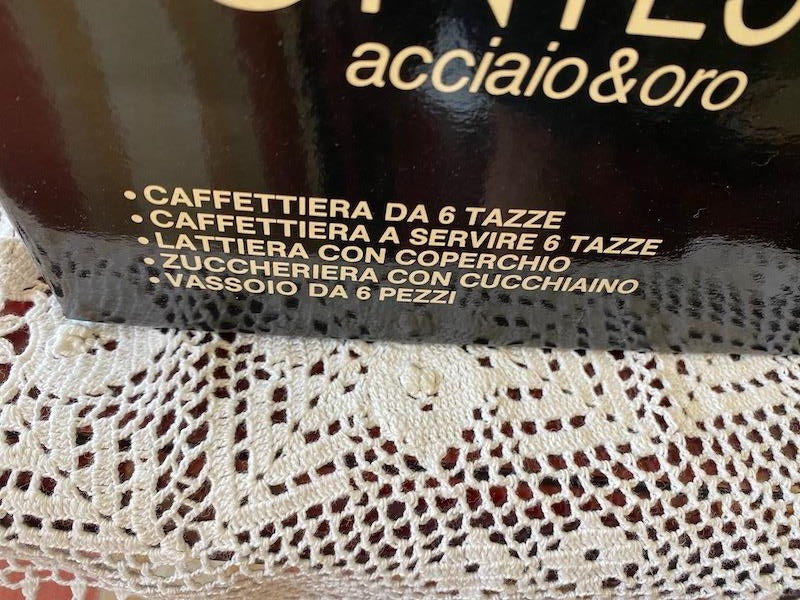 acciaio&oro
• CAFFETTIERA DA 6 TAZZE
• CAFFETTIERA A SERVIRE 6 TAZZE
• LATTIERA CON COPERCHIO
• ZUCCHERIERA CON CUCCHIAINO
• VASSOIO DA 6 PEZZI